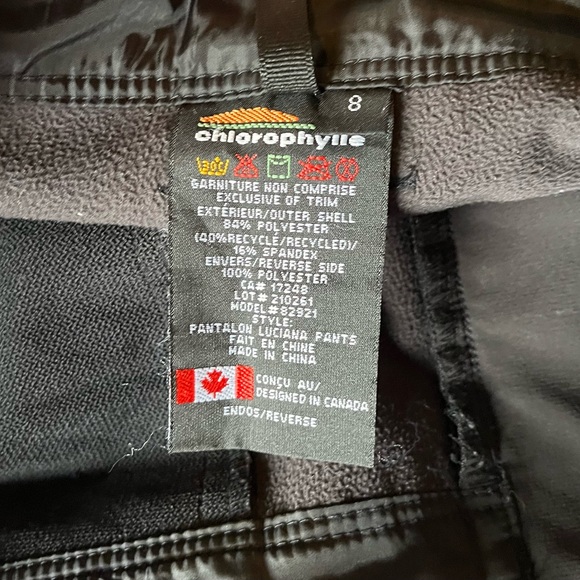 8
chlorophylle
30
GARNITURE NON COMPRISE
EXCLUSIVE OF TRIM
EXTÉRIEUR/OUTER SHELL
84% POLYESTER
(40%RECYCLÉ/RECYCLED)/
16% SPANDEX
ENVERS/REVERSE SIDE
100% POLYESTER
CA# 17248
LOT# 210261
MODEL#82921
STYLE:
PANTALON LUCIANA PANTS
FAIT EN CHINE
MADE IN CHINA
CONÇU AU/
DESIGNED IN CANADA
ENDOS/REVERSE